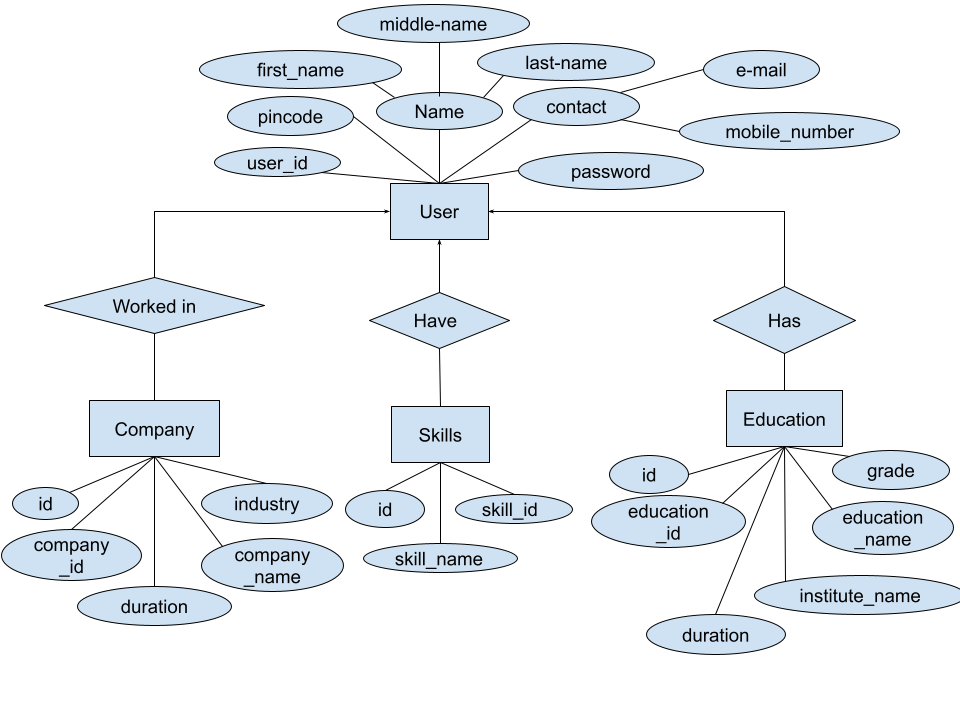 middle-name
first_name
last-name
e-mail
Name
contact
pincode
mobile_number
user_id
password
User
Worked in
Have
Has
Company
Skills
Education
id
industry
id
skill_id
id
grade
company
_id
company
_name
skill_name
education
_id
education
_name
duration
institute_name
duration